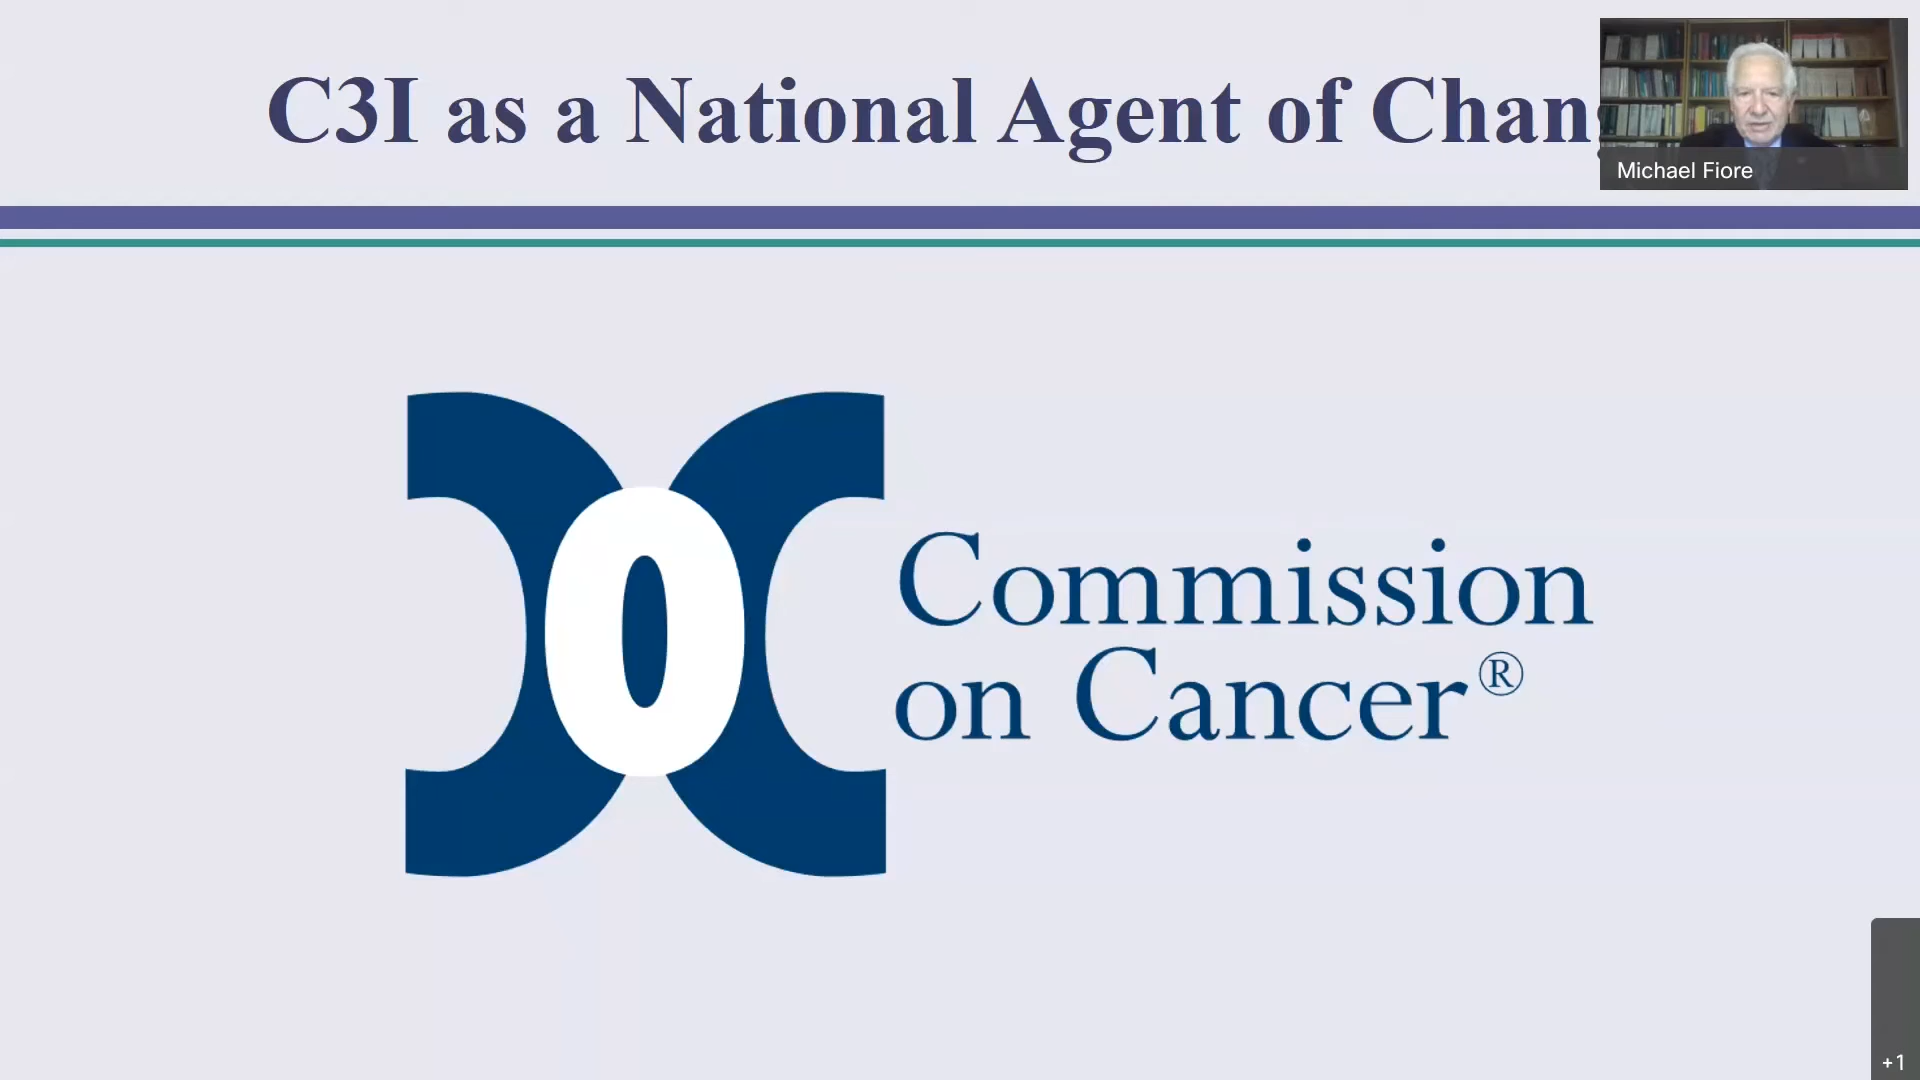 C3I as a National Agent of Chan
Michael Fiore
Commission
on Cancer®
+1